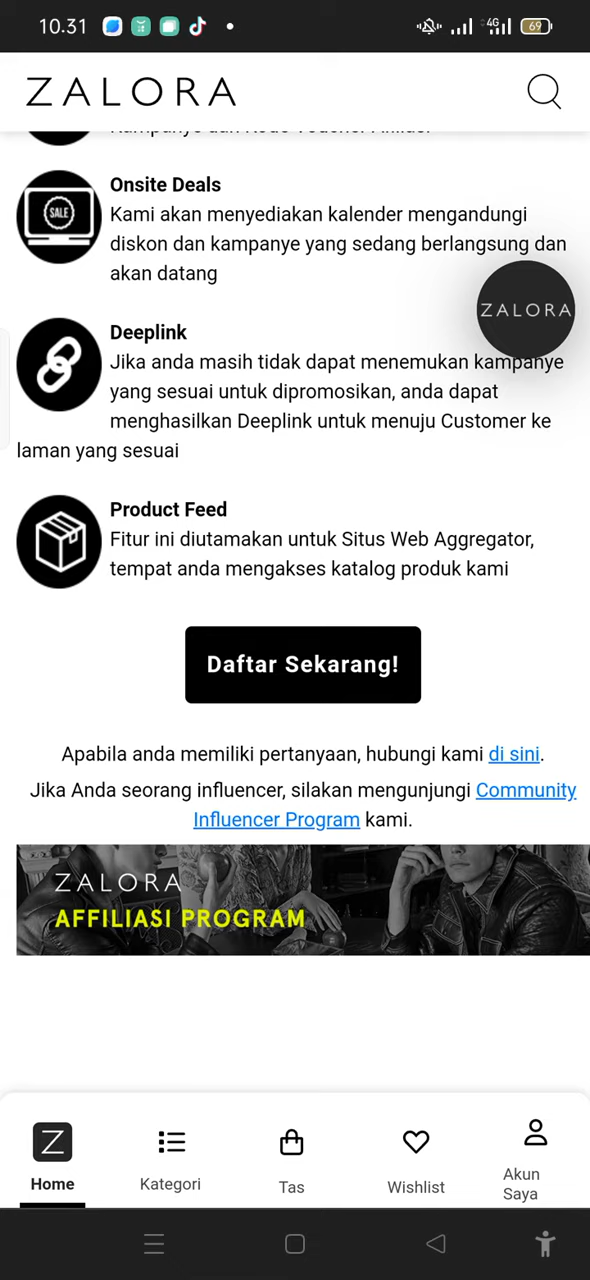 10.31
4G
69
ZALORA
Onsite Deals
SALE
Kami akan menyediakan kalender mengandungi
diskon dan kampanye yang sedang berlangsung dan
akan datang
ZALORA
Deeplink
Jika anda masih tidak dapat menemukan kampanye
yang sesuai untuk dipromosikan, anda dapat
menghasilkan Deeplink untuk menuju Customer ke
laman yang sesuai
Product Feed
Fitur ini diutamakan untuk Situs Web Aggregator,
tempat anda mengakses katalog produk kami
Daftar Sekarang!
Apabila anda memiliki pertanyaan, hubungi kami di sini.
Jika Anda seorang influencer, silakan mengunjungi Community
Influencer Program kami.
ZALORA
AFFILIASI PROGRAM
Z
Home
Kategori
Tas
Wishlist
Akun
Saya